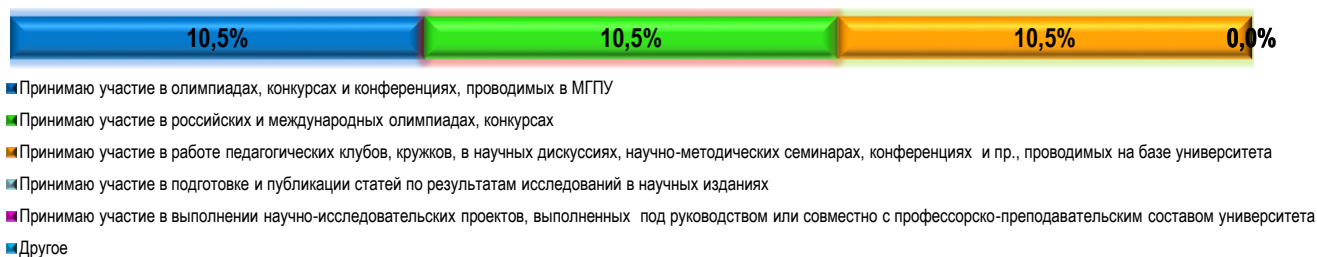 10,5% 10,5% 10,5% 0,0%
Принимаю участие в олимпиадах, конкурсах и конференциях, проводимых в МГПУ
Принимаю участие в российских и международных олимпиадах, конкурсах
Принимаю участие в работе педагогических клубов, кружков, в научных дискуссиях, научно-методических семинарах, конференциях и пр., проводимых на базе университета
Принимаю участие в подготовке и публикации статей по результатам исследований в научных изданиях
Принимаю участие в выполнении научно-исследовательских проектов, выполненных под руководством или совместно с профессорско-преподавательским составом университета
Другое